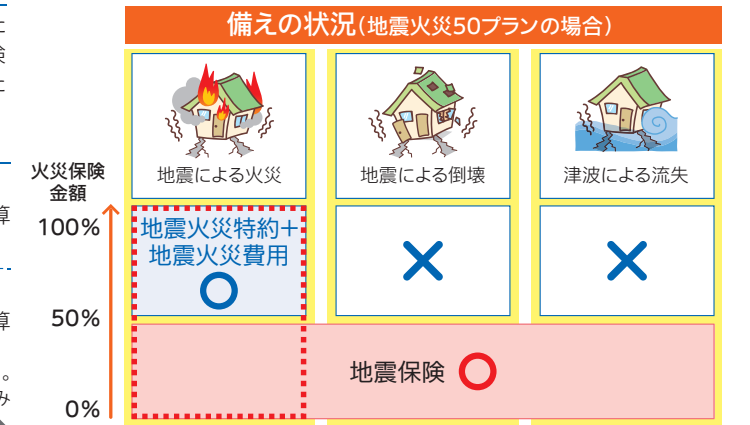 備えの状況（地震火災50プランの場合）
地震による火災
地震による倒壊
津波による流失
火災保険
金額
100%
50%
0%
地震火災特約＋
地震火災費用
地震保険
算
算
。
み